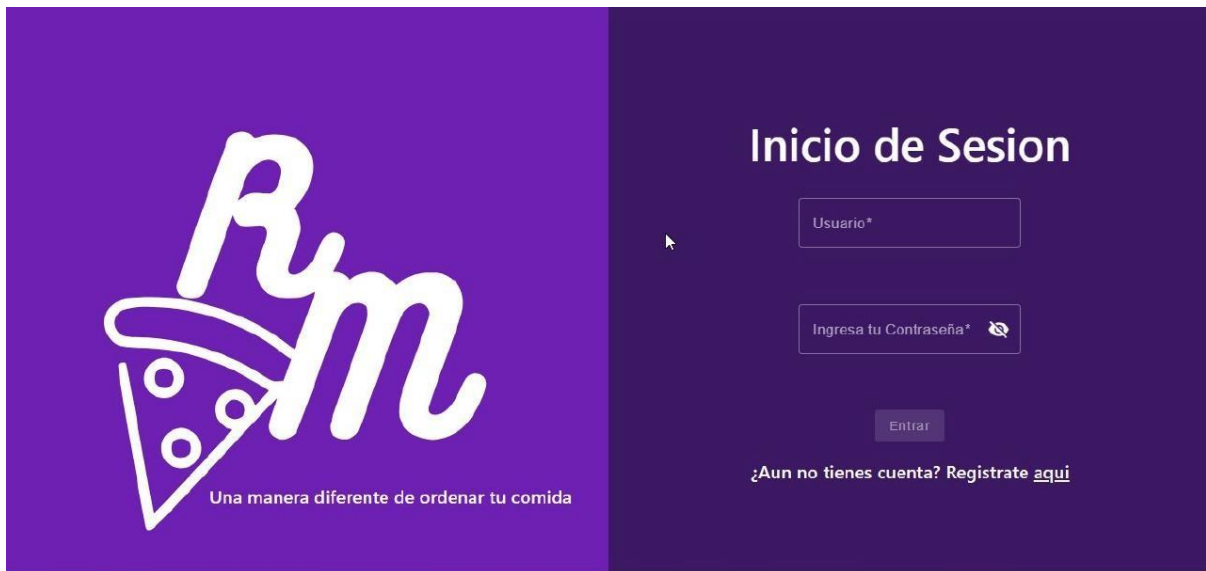 RM
Una manera diferente de ordenar tu comida
Inicio de Sesion
Usuario*
Ingresa tu Contraseña*
Entrar
¿Aun no tienes cuenta? Registrate aqui